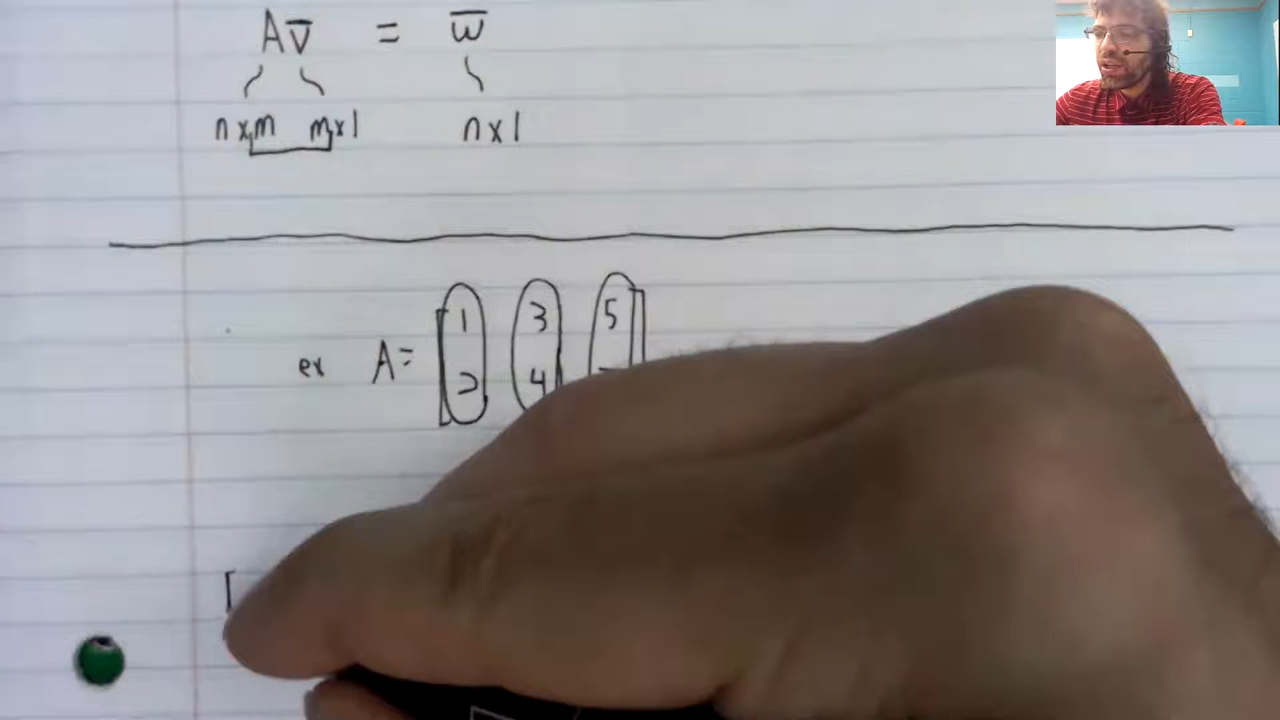 Av̅ = w̅
n×m m×1 n×1
1 3 5
ex A=
2 4
[